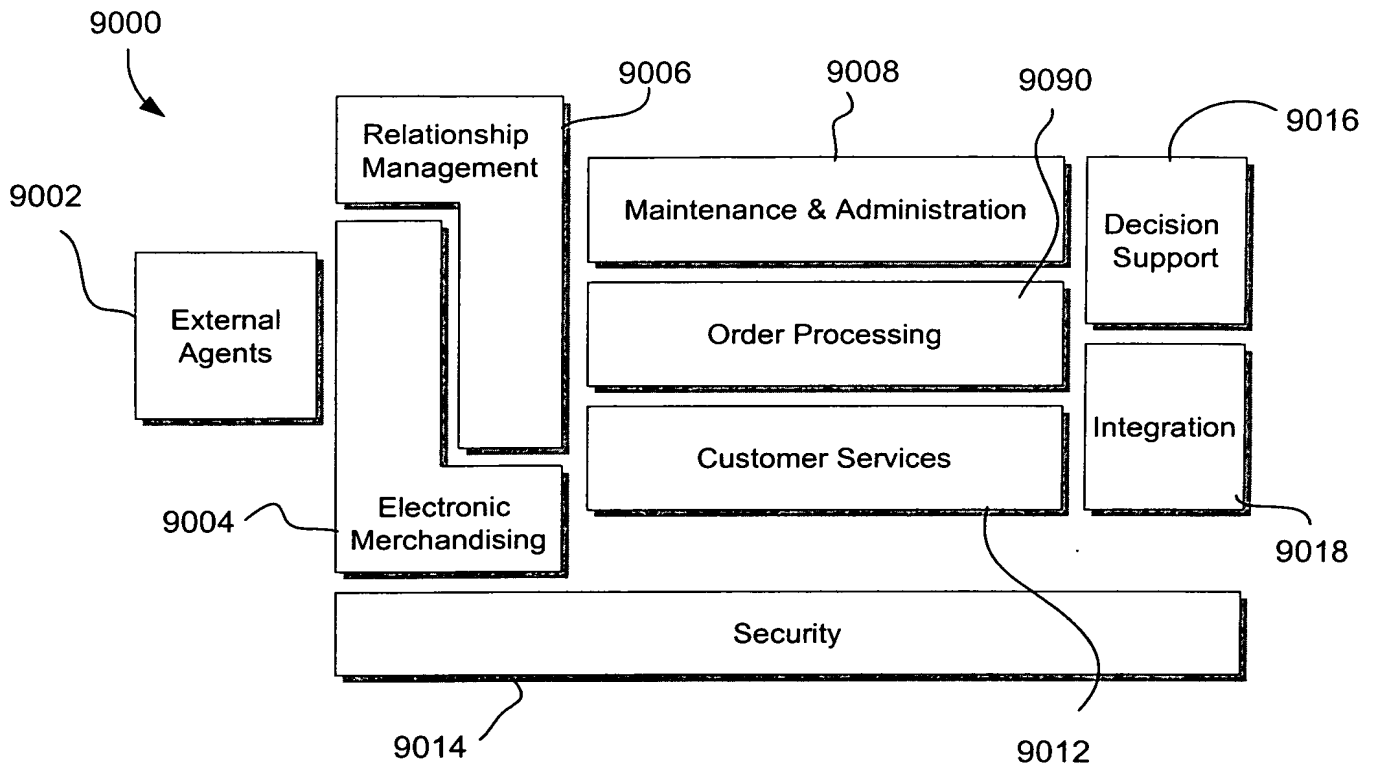 9000
9006
9008
9090
9016
Relationship
Management
9002
Maintenance & Administration
Decision
Support
External
Agents
Order Processing
Integration
Customer Services
9004
Electronic
Merchandising
9018
Security
9014
9012